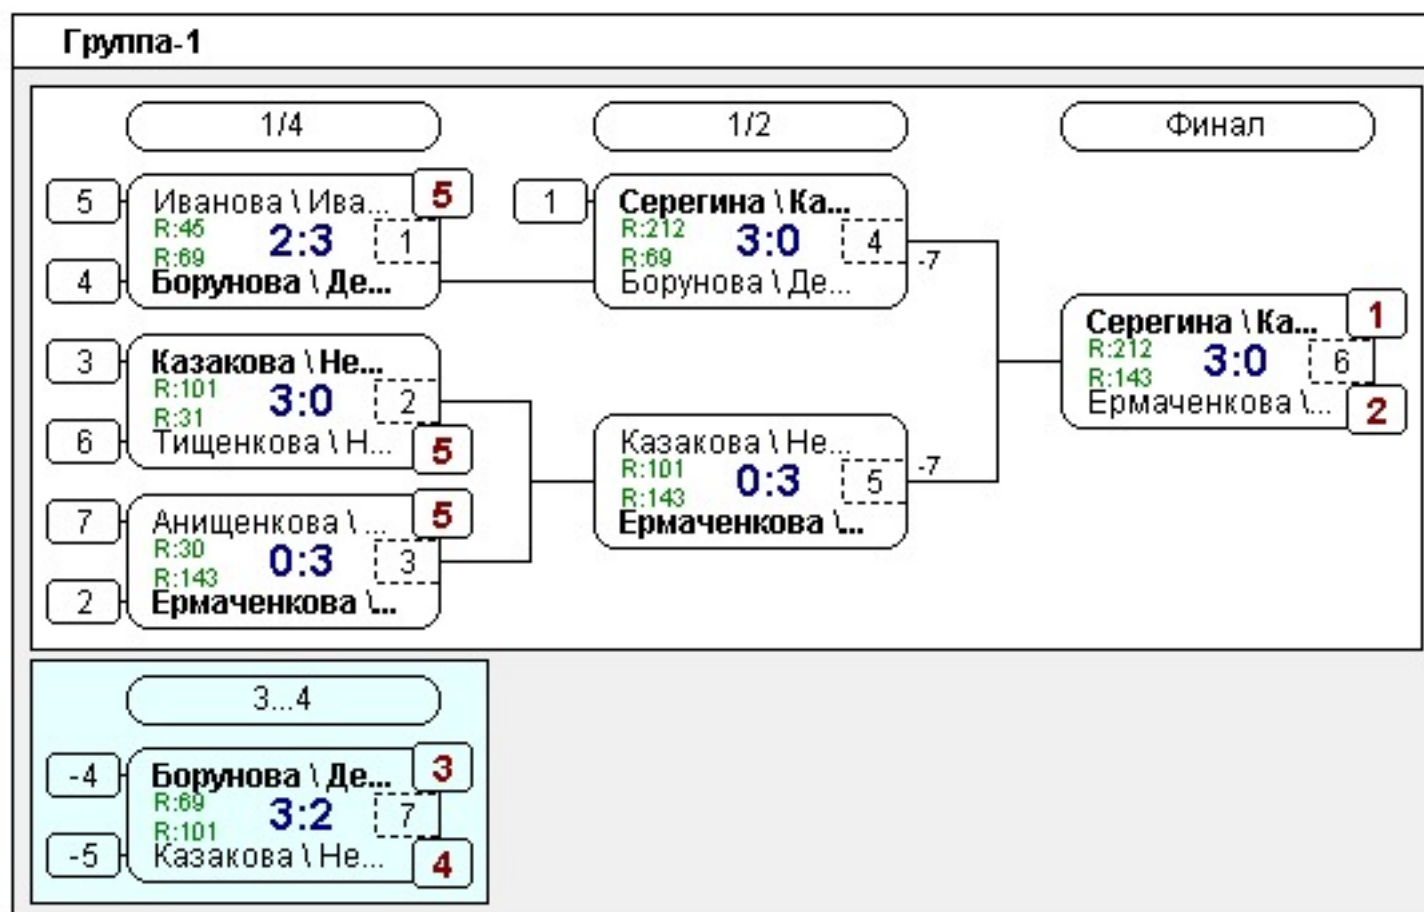 Группа-1
1/4
1/2
Финал
5
Иванова \ Ива...
5
R:45
2:3
1
R:69
4
Борунова \ Де...
1
Серегина \ Ка...
R:212
3:0
4
R:69
-7
Борунова \ Де...
3
Казакова \ Не...
R:101
3:0
2
R:31
6
Тищенкова \ Н...
5
7
Анищенкова \ ...
5
R:30
0:3
3
R:143
2
Ермаченкова \...
Казакова \ Не...
R:101
0:3
5
-7
R:143
Ермаченкова \...
Серегина \ Ка...
1
R:212
3:0
6
R:143
Ермаченкова \...
2
3...4
-4
Борунова \ Де...
3
R:69
3:2
7
R:101
-5
Казакова \ Не...
4